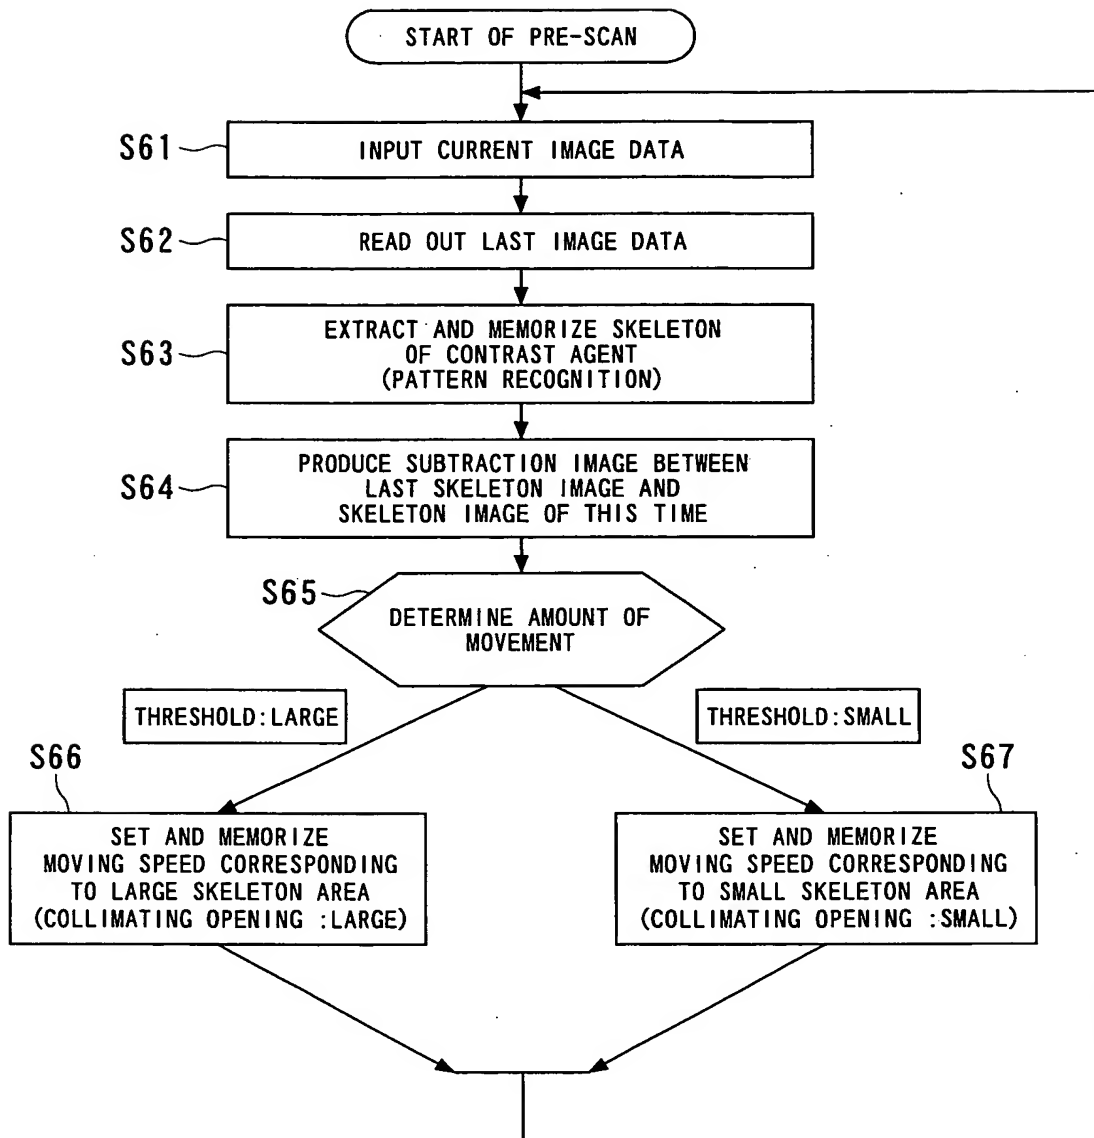 START OF PRE-SCAN
S61
INPUT CURRENT IMAGE DATA
S62
READ OUT LAST IMAGE DATA
S63
EXTRACT AND MEMORIZE SKELETON
OF CONTRAST AGENT
(PATTERN RECOGNITION)
S64
PRODUCE SUBTRACTION IMAGE BETWEEN
LAST SKELETON IMAGE AND
SKELETON IMAGE OF THIS TIME
S65
DETERMINE AMOUNT OF
MOVEMENT
THRESHOLD:LARGE
THRESHOLD:SMALL
S66
SET AND MEMORIZE
MOVING SPEED CORRESPONDING
TO LARGE SKELETON AREA
(COLLIMATING OPENING :LARGE)
S67
SET AND MEMORIZE
MOVING SPEED CORRESPONDING
TO SMALL SKELETON AREA
(COLLIMATING OPENING :SMALL)